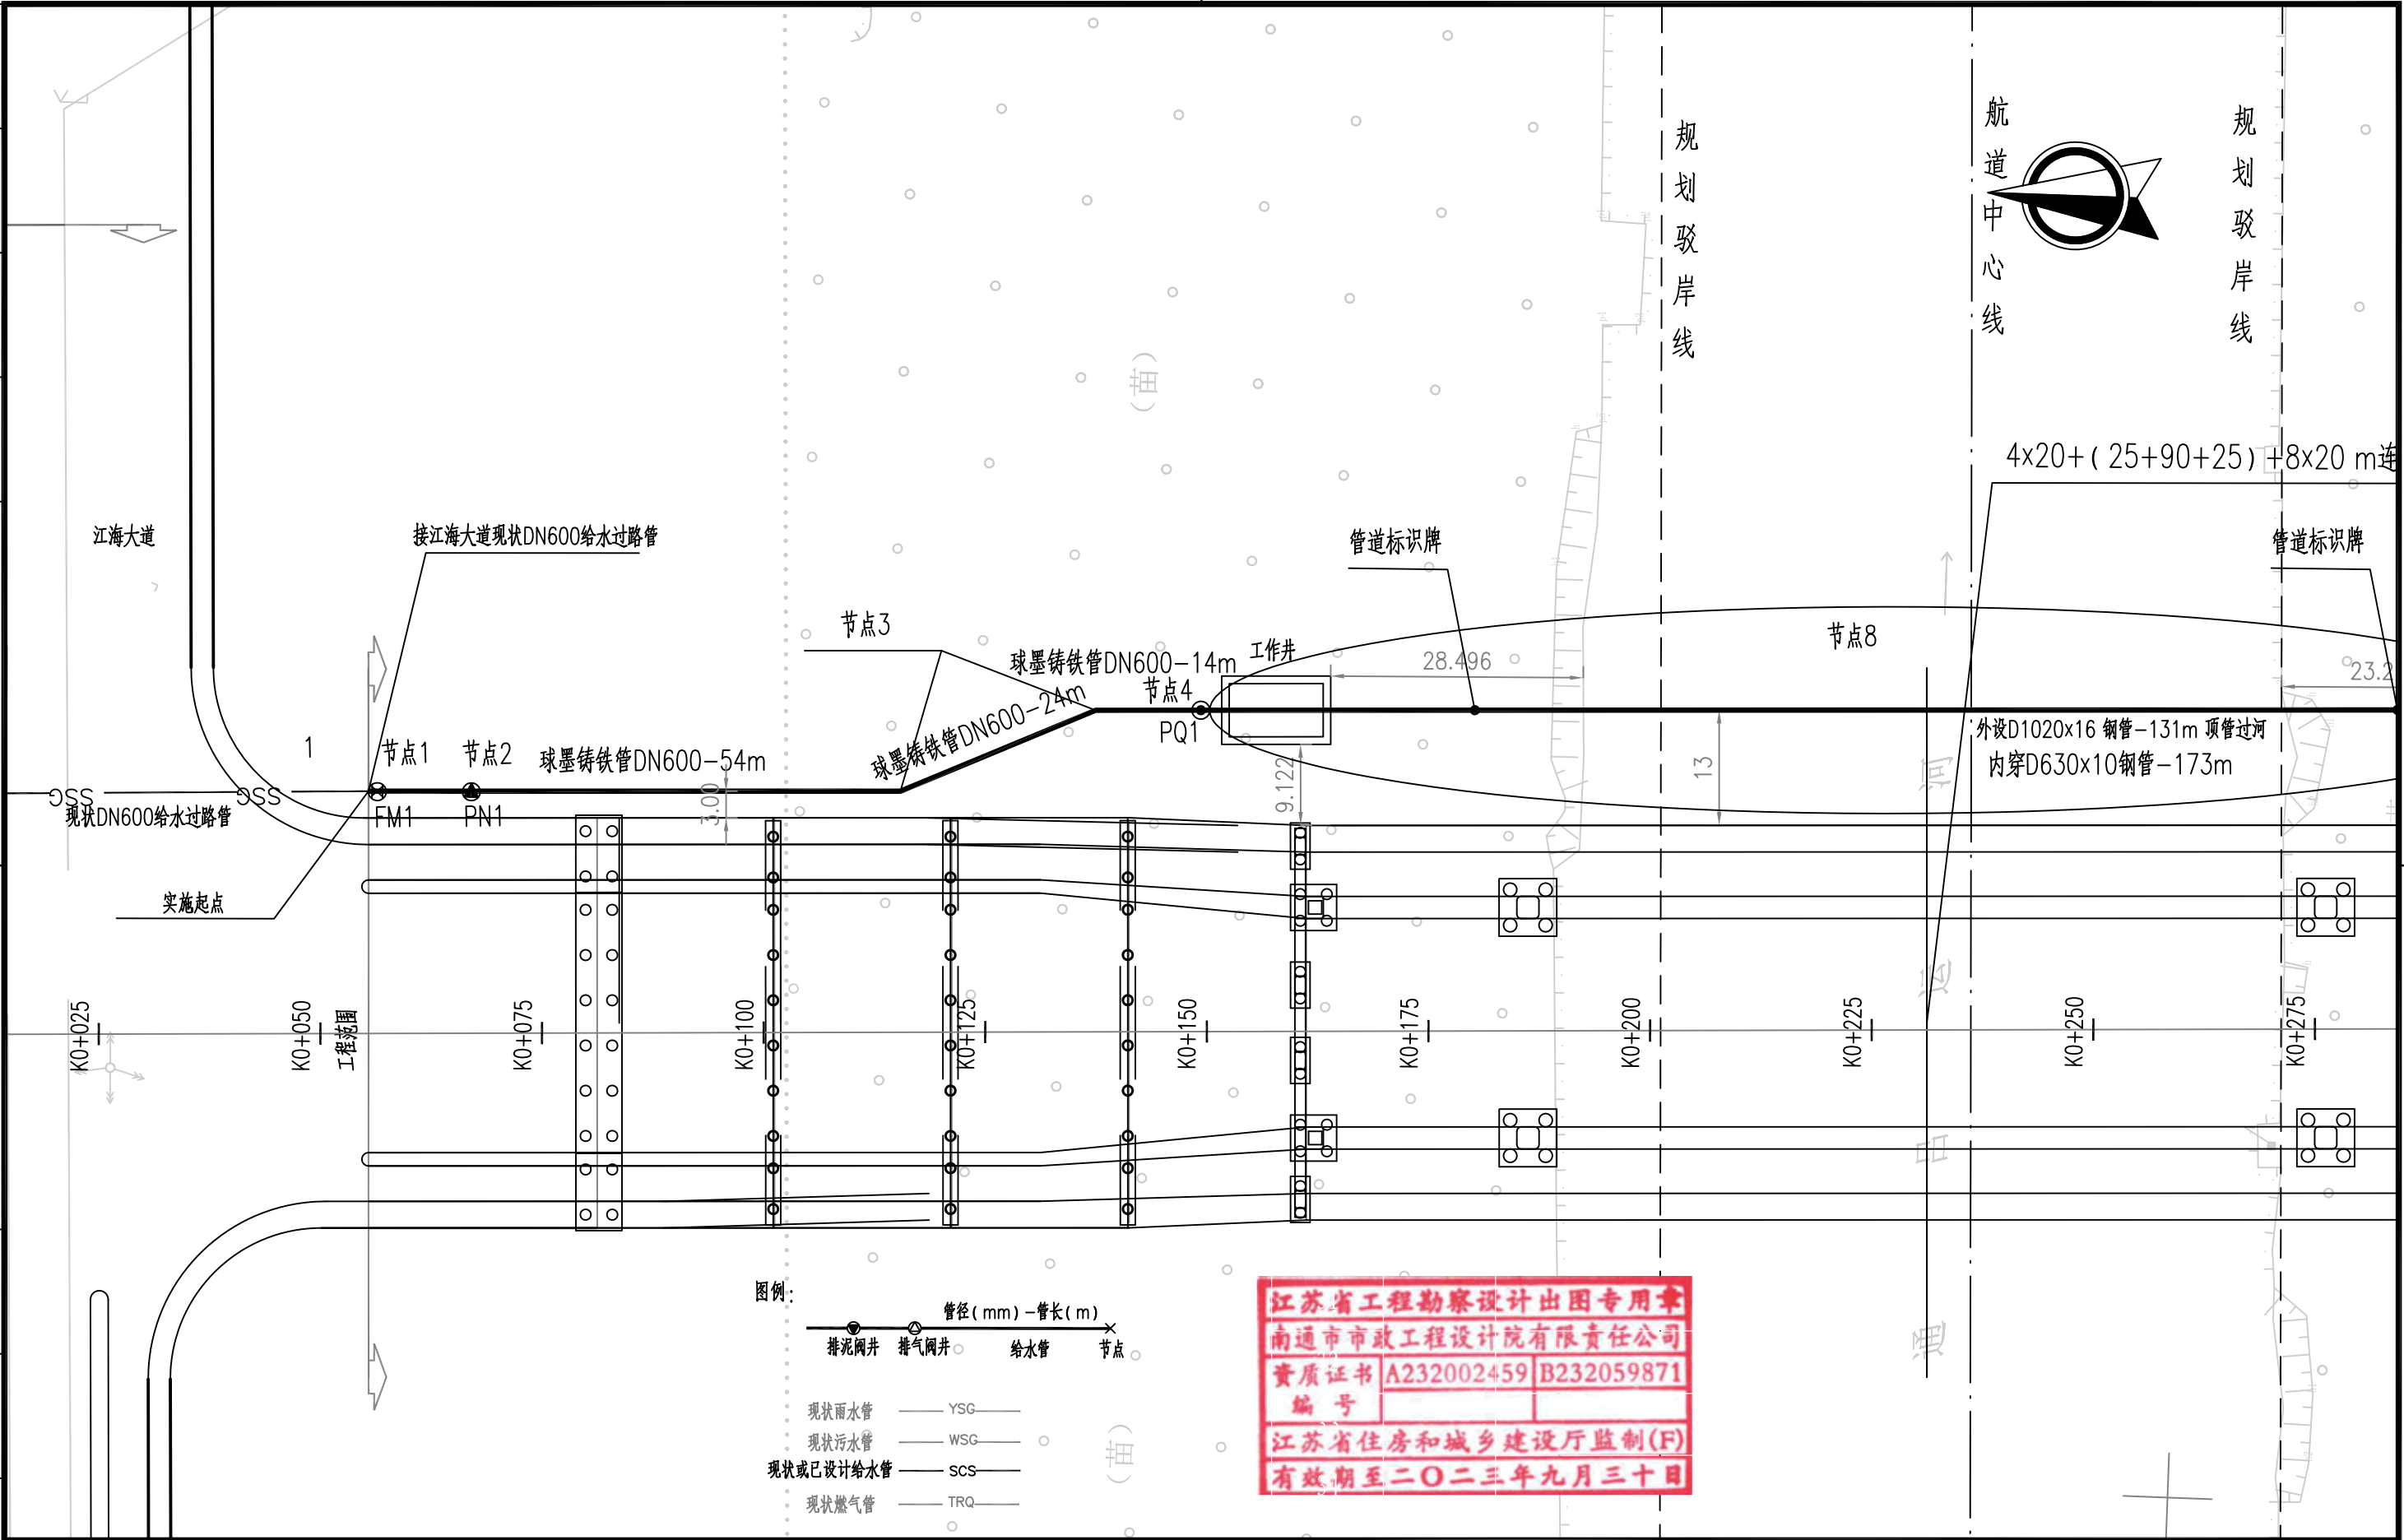 规划驳岸线
航道中心线
规划驳岸线
（苗）
4x20+（25+90+25）+8x20 m连
江海大道
接江海大道现状DN600给水过路管
管道标识牌
管道标识牌
节点3
球墨铸铁管DN600-14m
工作井
28.496
节点8
23.2
节点4
PQ1
球墨铸铁管DN600-24m
1
节点1
节点2
球墨铸铁管DN600-54m
外设D1020x16 钢管-131m 顶管过河
内穿D630x10钢管-173m
13
9.122
3.00
SSG
SSG
现状DN600给水过路管
FM1
PN1
实施起点
工程范围
K0+025
K0+050
K0+075
K0+100
K0+125
K0+150
K0+175
K0+200
K0+225
K0+250
K0+275
通吕运河
图例：
管径（mm）-管长（m）
排泥阀井
排气阀井
给水管
节点
现状雨水管 YSG
现状污水管 WSG
现状或已设计给水管 SCS
现状燃气管 TRQ
（苗）
江苏省工程勘察设计出图专用章
南通市市政工程设计院有限责任公司
资质证书编号 A232002459 B232059871
江苏省住房和城乡建设厅监制(F)
有效期至二〇二三年九月三十日